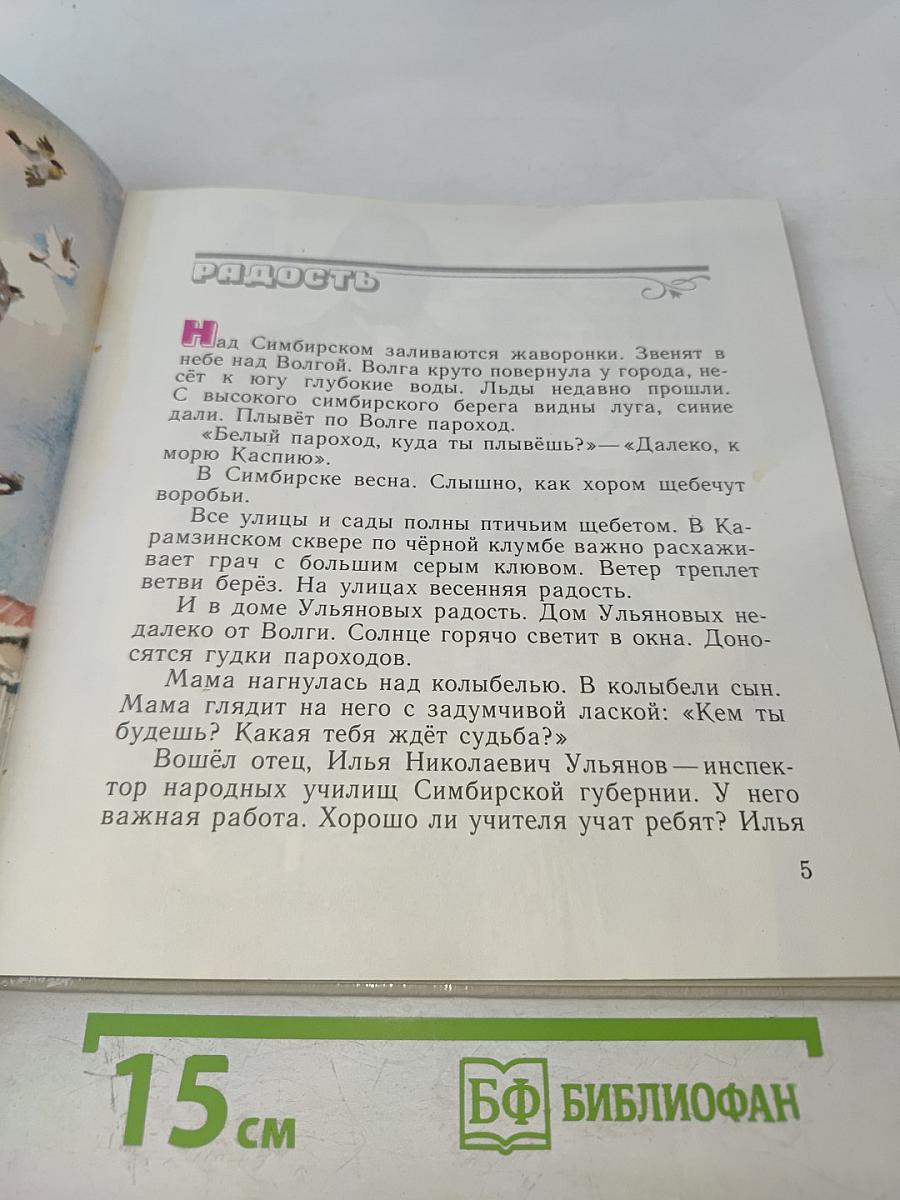 РАДОСТЬ
Над Симбирском заливаются жаворонки. Звенят в
небе над Волгой. Волга круто повернула у города, не-
сёт к югу глубокие воды. Льды недавно прошли.
С высокого симбирского берега видны луга, синие
дали. Плывёт по Волге пароход.
«Белый пароход, куда ты плывёшь?»—«Далеко, к
морю Каспию».
В Симбирске весна. Слышно, как хором щебечут
воробьи.
Все улицы и сады полны птичьим щебетом. В Ка-
рамзинском сквере по чёрной клумбе важно расхажи-
вает грач с большим серым клювом. Ветер треплет
ветви берёз. На улицах весенняя радость.
И в доме Ульяновых радость. Дом Ульяновых не-
далеко от Волги. Солнце горячо светит в окна. Доно-
сятся гудки пароходов.
Мама нагнулась над колыбелью. В колыбели сын.
Мама глядит на него с задумчивой лаской: «Кем ты
будешь? Какая тебя ждёт судьба?»
Вошёл отец, Илья Николаевич Ульянов—инспек-
тор народных училищ Симбирской губернии. У него
важная работа. Хорошо ли учителя учат ребят? Илья
5
15 см
БФ БИБЛИОФАН